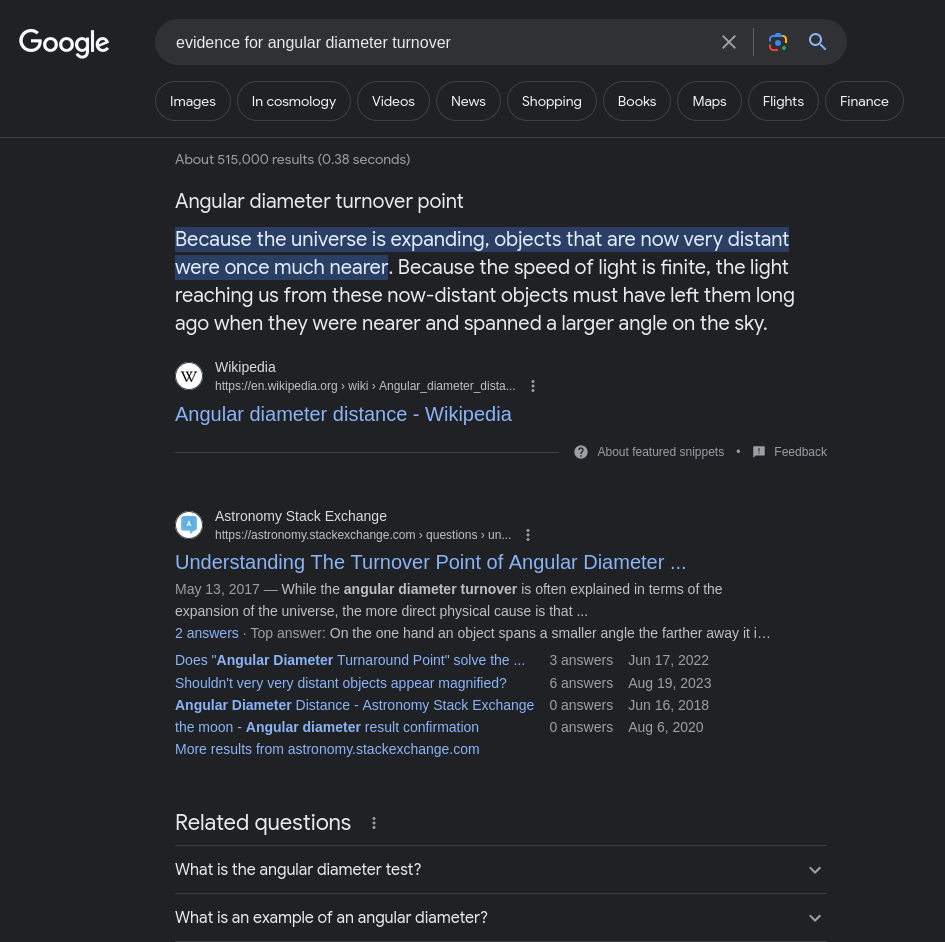 Google
evidence for angular diameter turnover
Images
In cosmology
Videos
News
Shopping
Books
Maps
Flights
Finance
About 515,000 results (0.38 seconds)
Angular diameter turnover point
Because the universe is expanding, objects that are now very distant
were once much nearer. Because the speed of light is finite, the light
reaching us from these now-distant objects must have left them long
ago when they were nearer and spanned a larger angle on the sky.
W
Wikipedia
https://en.wikipedia.org › wiki › Angular_diameter_dista...
Angular diameter distance - Wikipedia
About featured snippets • Feedback
A
Astronomy Stack Exchange
https://astronomy.stackexchange.com › questions › un...
Understanding The Turnover Point of Angular Diameter ...
May 13, 2017 — While the angular diameter turnover is often explained in terms of the
expansion of the universe, the more direct physical cause is that ...
2 answers · Top answer: On the one hand an object spans a smaller angle the farther away it i…
Does "Angular Diameter Turnaround Point" solve the ... 3 answers Jun 17, 2022
Shouldn't very very distant objects appear magnified? 6 answers Aug 19, 2023
Angular Diameter Distance - Astronomy Stack Exchange 0 answers Jun 16, 2018
the moon - Angular diameter result confirmation 0 answers Aug 6, 2020
More results from astronomy.stackexchange.com
Related questions
What is the angular diameter test?
What is an example of an angular diameter?